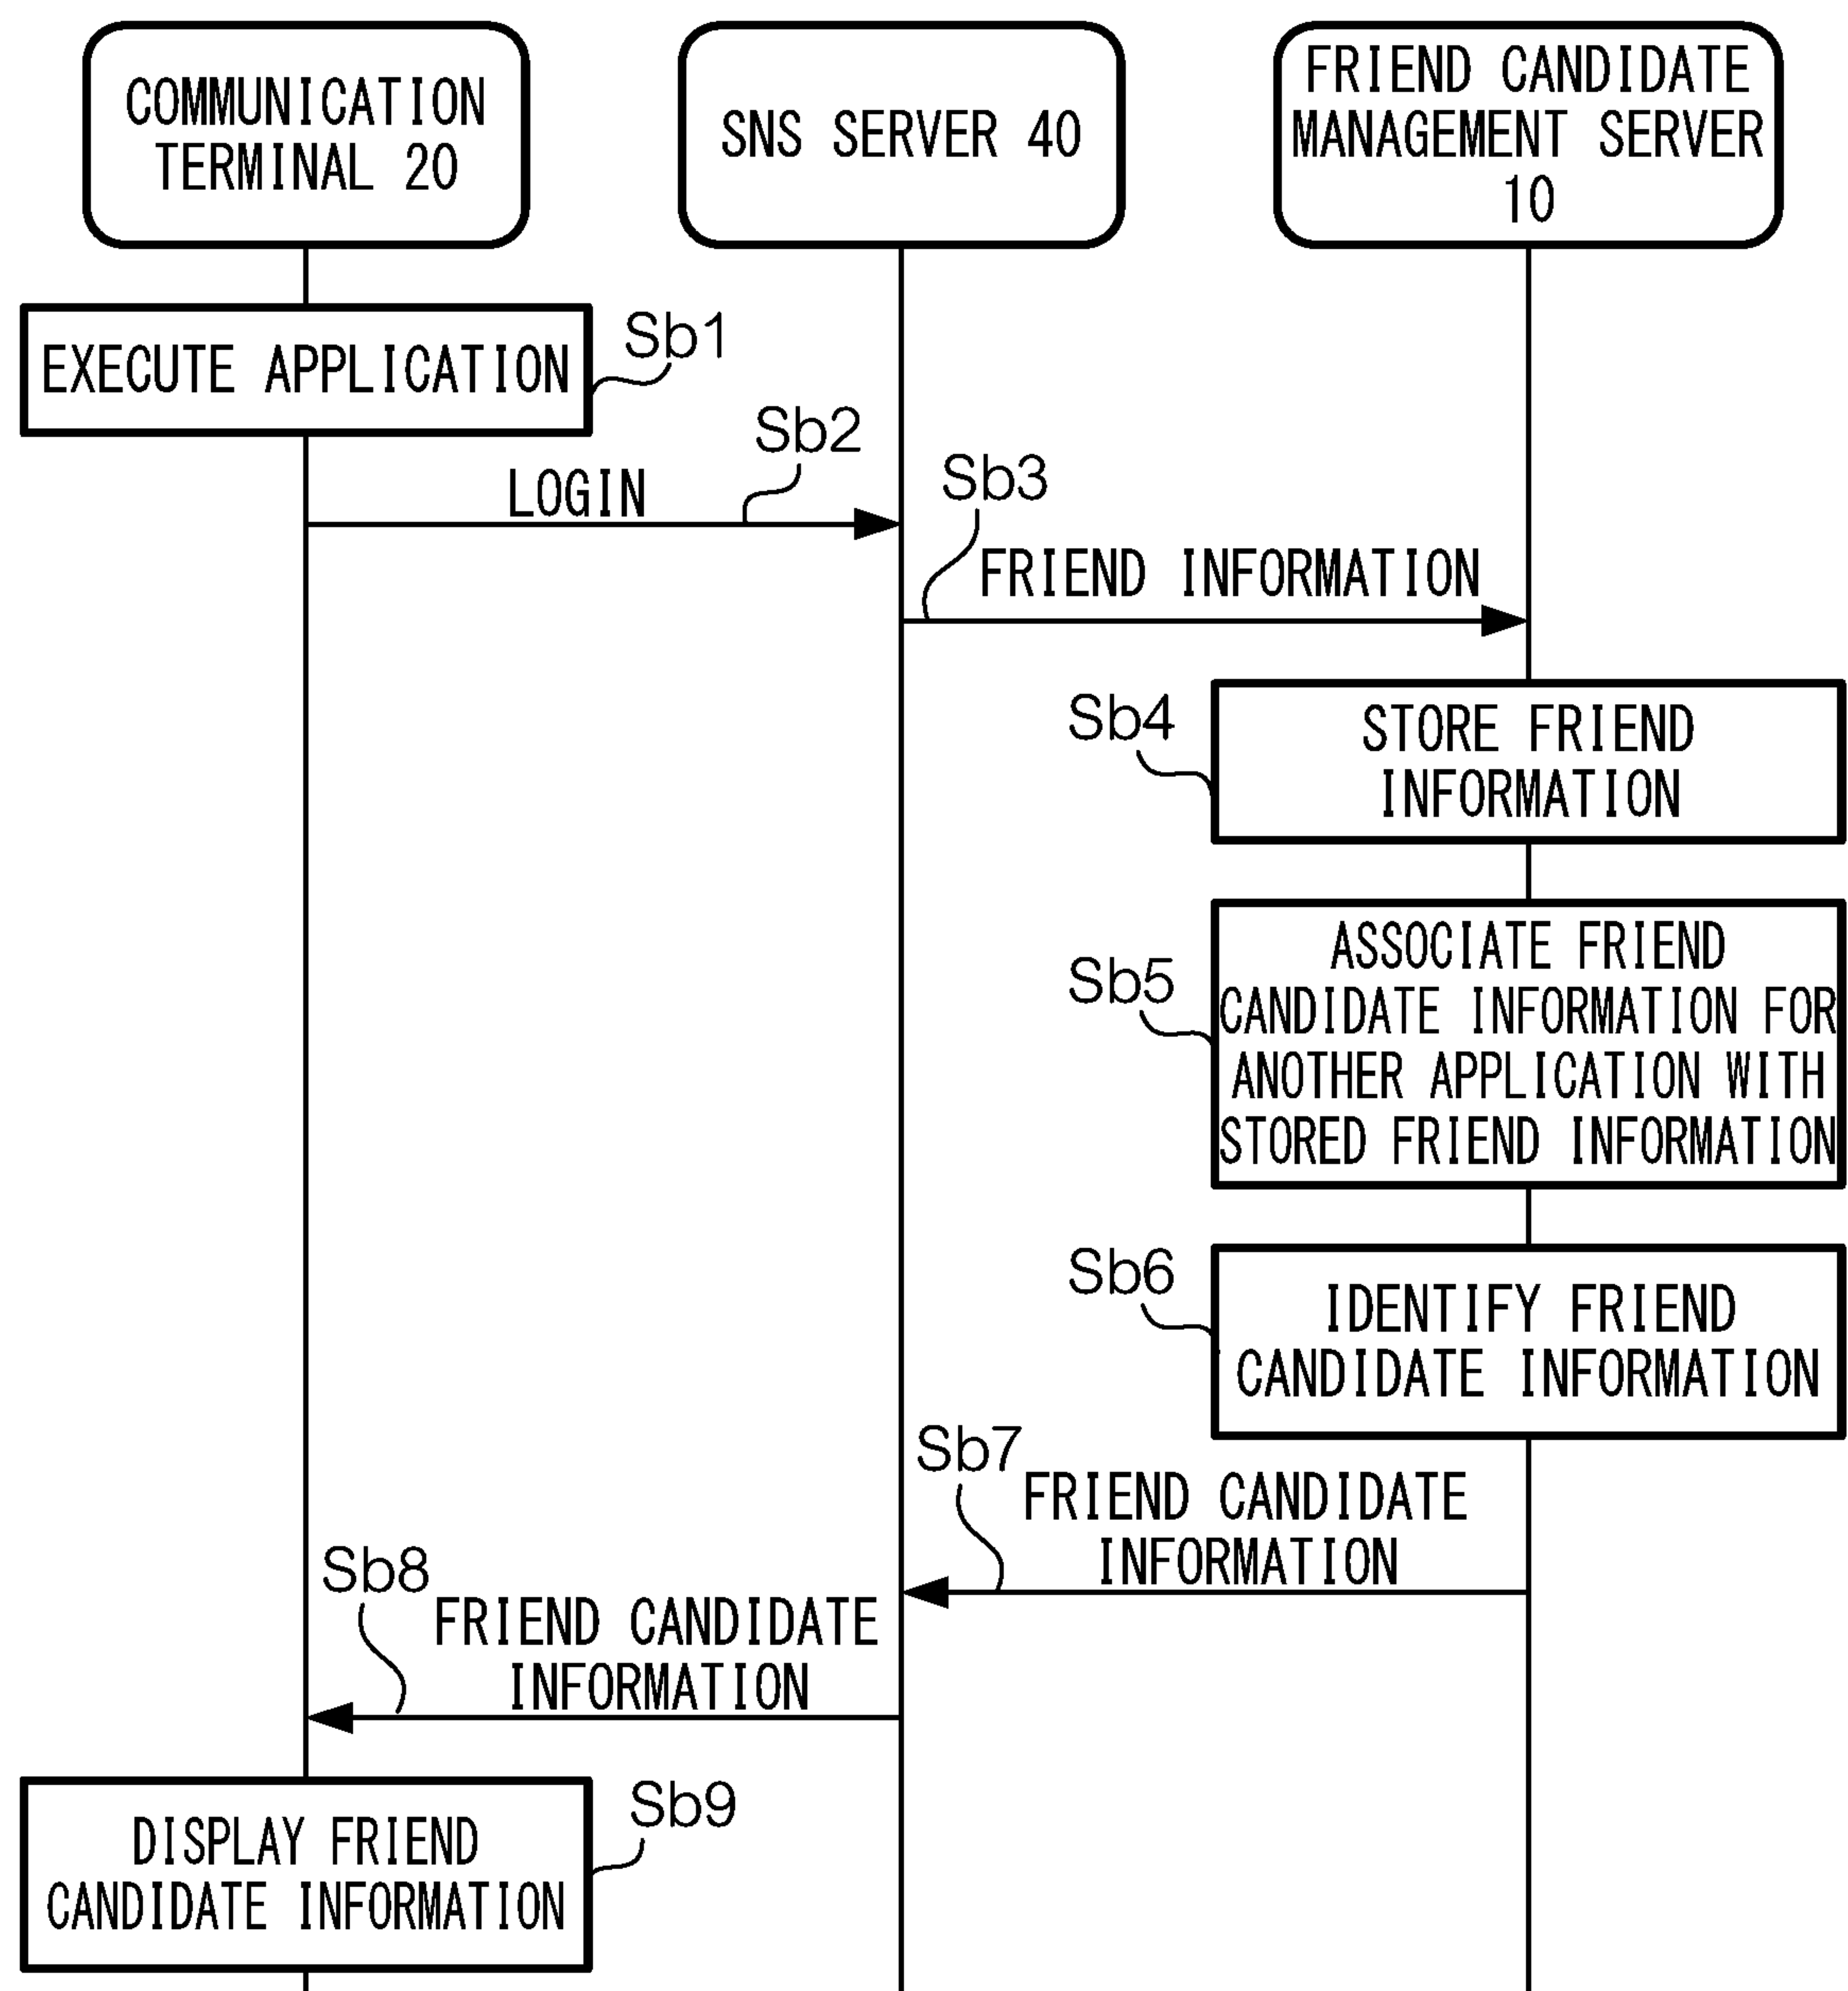 COMMUNICATION
TERMINAL 20
SNS SERVER 40
FRIEND CANDIDATE
MANAGEMENT SERVER
10
EXECUTE APPLICATION
Sb1
LOGIN
Sb2
Sb3
FRIEND INFORMATION
Sb4
STORE FRIEND
INFORMATION
Sb5
ASSOCIATE FRIEND
CANDIDATE INFORMATION FOR
ANOTHER APPLICATION WITH
STORED FRIEND INFORMATION
Sb6
IDENTIFY FRIEND
CANDIDATE INFORMATION
Sb7
FRIEND CANDIDATE
INFORMATION
Sb8
FRIEND CANDIDATE
INFORMATION
DISPLAY FRIEND
CANDIDATE INFORMATION
Sb9